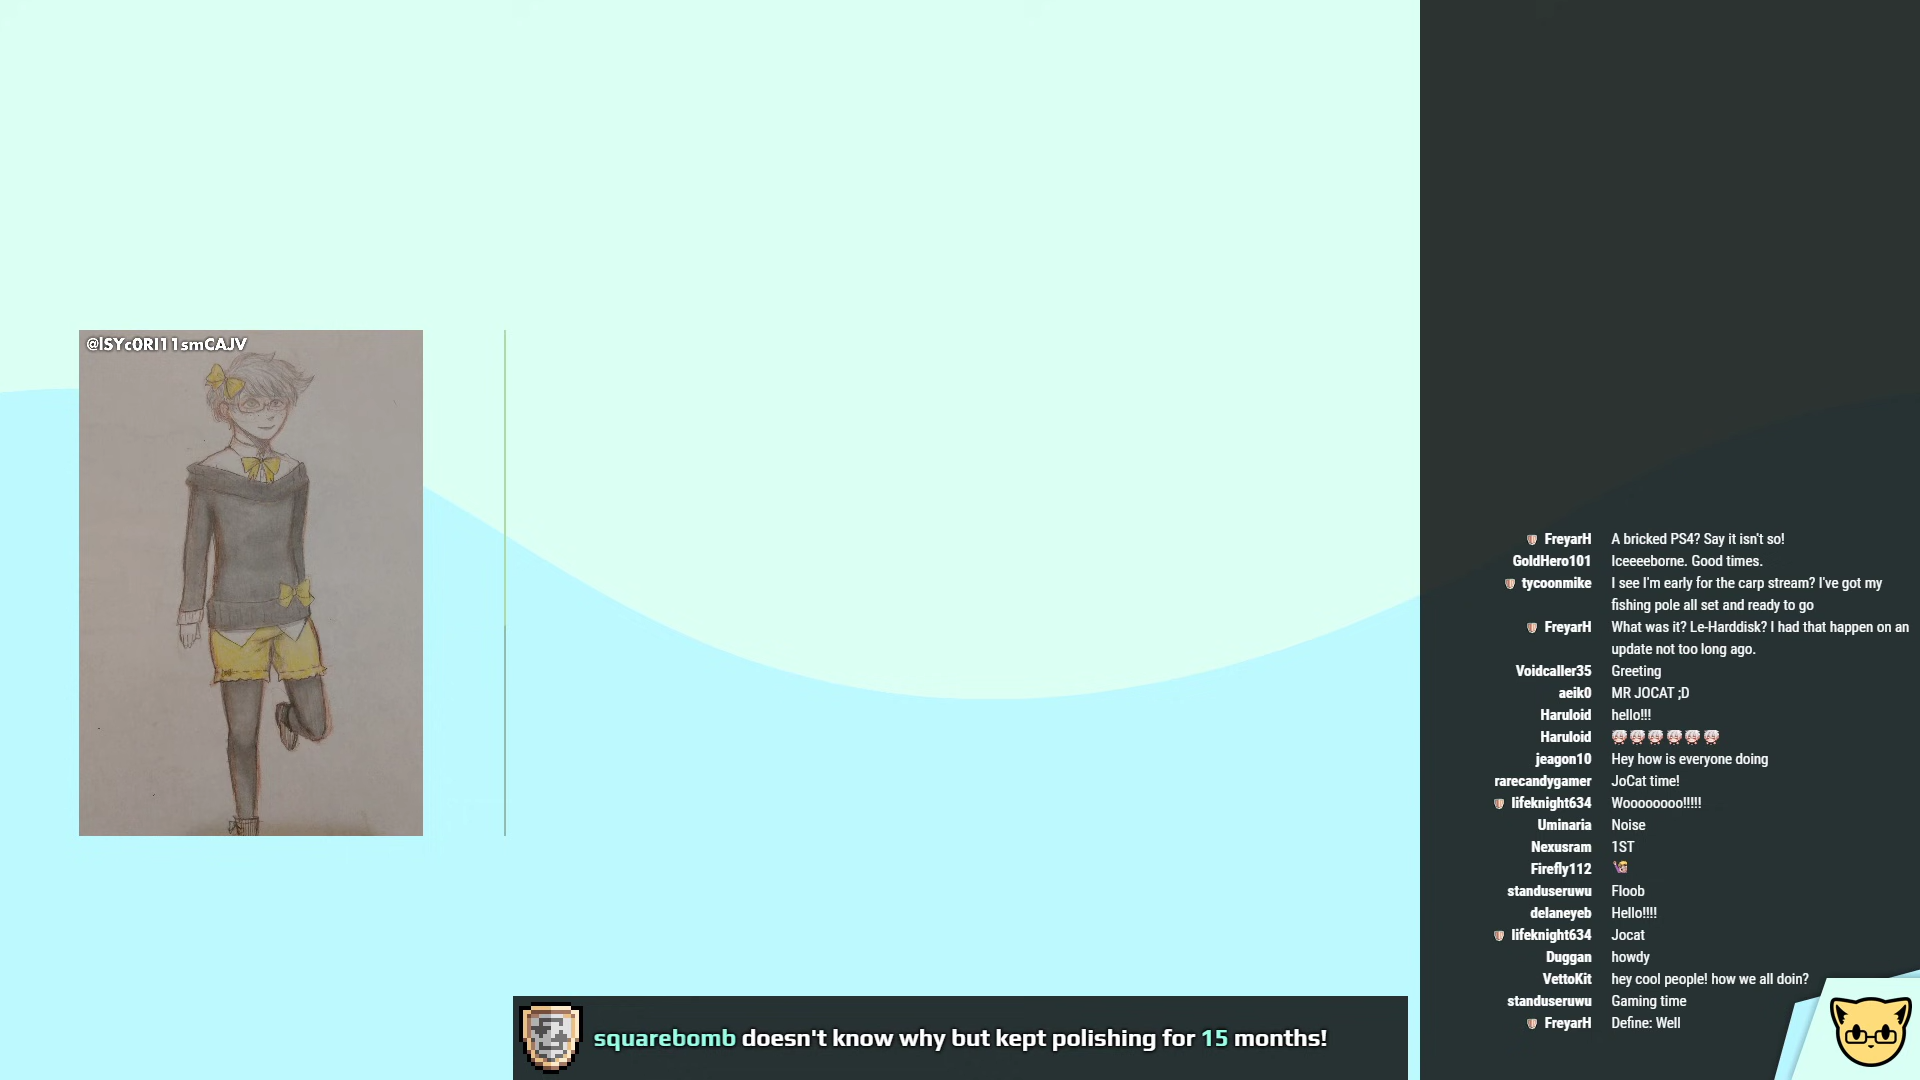 @lSYc0Rl11smCAJV
FreyarH A bricked PS4? Say it isn't so!
GoldHero101 Iceeeeborne. Good times.
tycoonmike I see I'm early for the carp stream? I've got my
fishing pole all set and ready to go
FreyarH What was it? Le-Harddisk? I had that happen on an
update not too long ago.
Voidcaller35 Greeting
aeik0 MR JOCAT ;D
Haruloid hello!!!
Haruloid
jeagon10 Hey how is everyone doing
rarecandygamer JoCat time!
lifeknight634 Woooooooo!!!!!
Uminaria Noise
Nexusram 1ST
Firefly112
standuseruwu Floob
delaneyeb Hello!!!!
lifeknight634 Jocat
Duggan howdy
VettoKit hey cool people! how we all doin?
standuseruwu Gaming time
FreyarH Define: Well
squarebomb doesn't know why but kept polishing for 15 months!